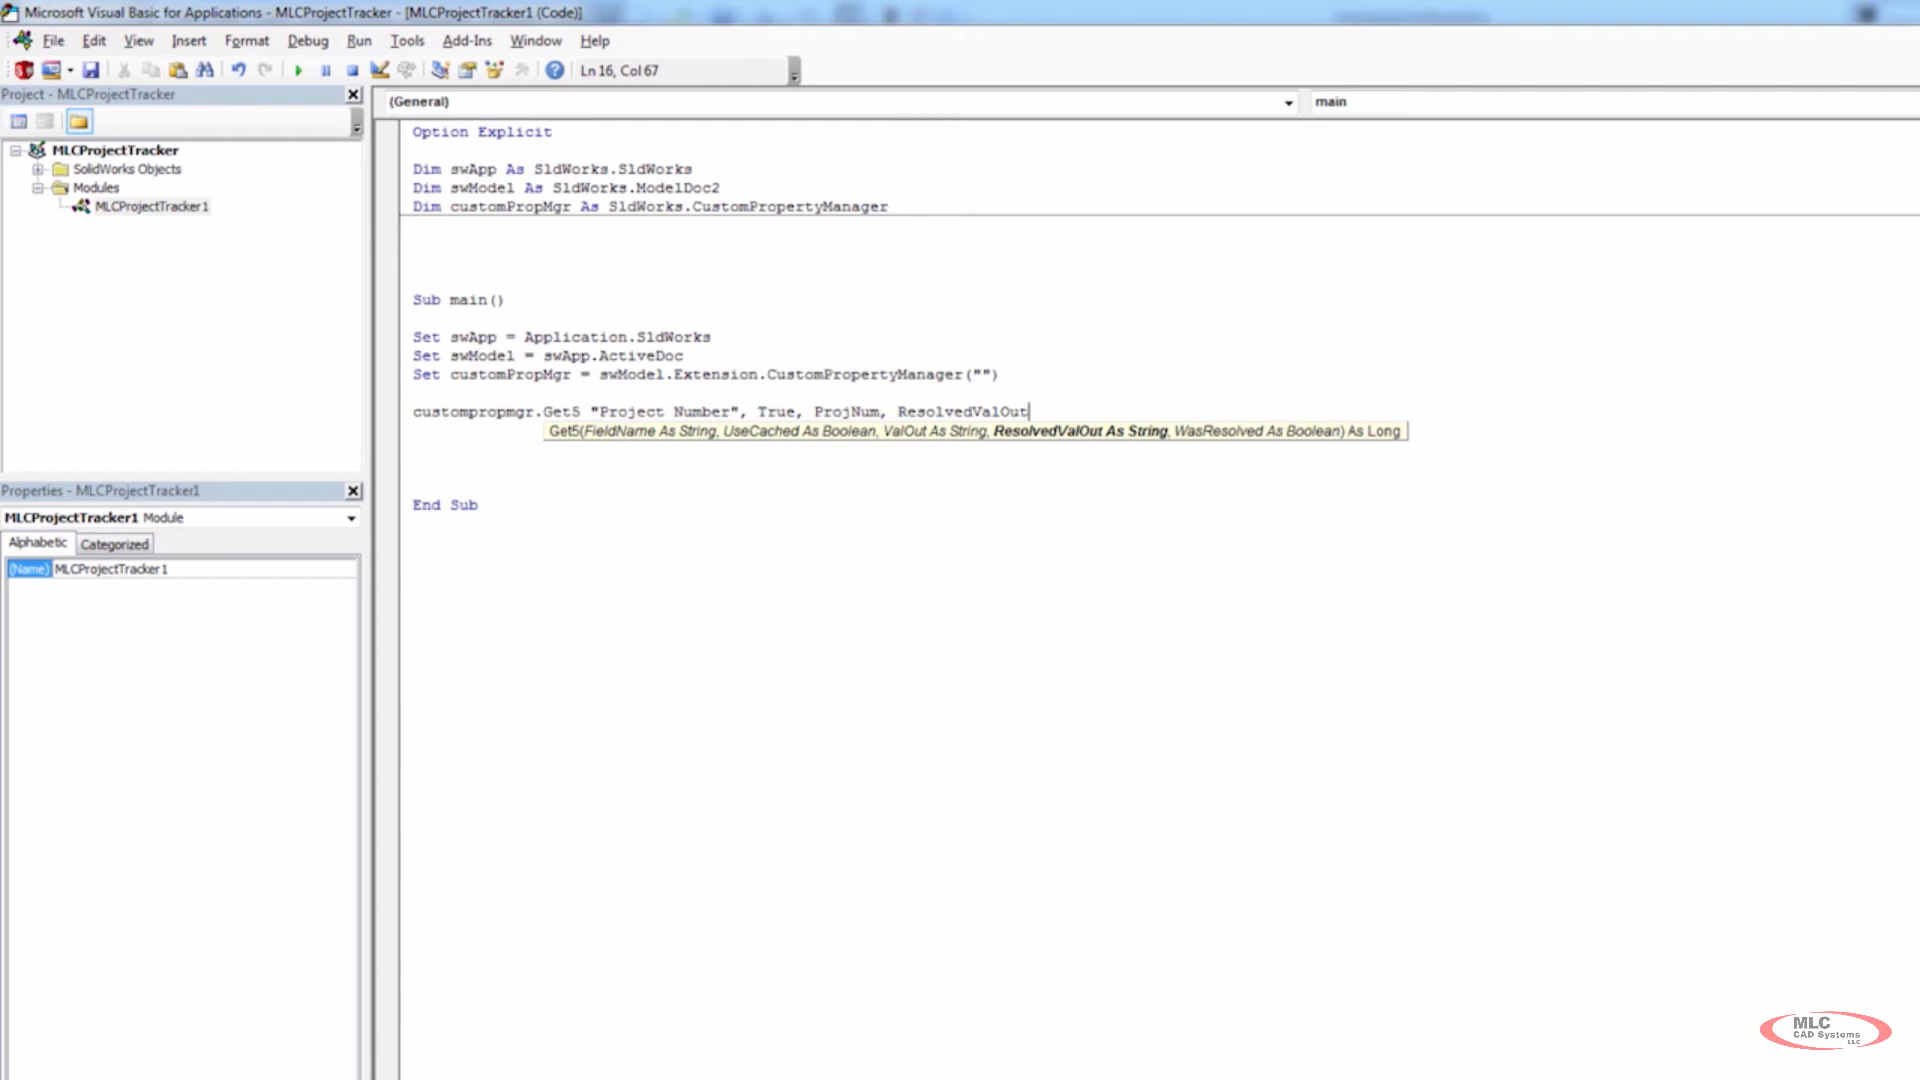 Microsoft Visual Basic for Applications - MLCProjectTracker - [MLCProjectTracker1 (Code)]
File Edit View Insert Format Debug Run Tools Add-Ins Window Help
Ln 16, Col 67
Project - MLCProjectTracker
(General) main
MLCProjectTracker
SolidWorks Objects
Modules
MLCProjectTracker1
Option Explicit
Dim swApp As SldWorks.SldWorks
Dim swModel As SldWorks.ModelDoc2
Dim customPropMgr As SldWorks.CustomPropertyManager
Sub main()
Set swApp = Application.SldWorks
Set swModel = swApp.ActiveDoc
Set customPropMgr = swModel.Extension.CustomPropertyManager("")
custompropmgr.Get5 "Project Number", True, ProjNum, ResolvedValOut
Get5(FieldName As String, UseCached As Boolean, ValOut As String, ResolvedValOut As String, WasResolved As Boolean) As Long
End Sub
Properties - MLCProjectTracker1
MLCProjectTracker1 Module
Alphabetic Categorized
(Name) MLCProjectTracker1
MLC
CAD Systems
LLC